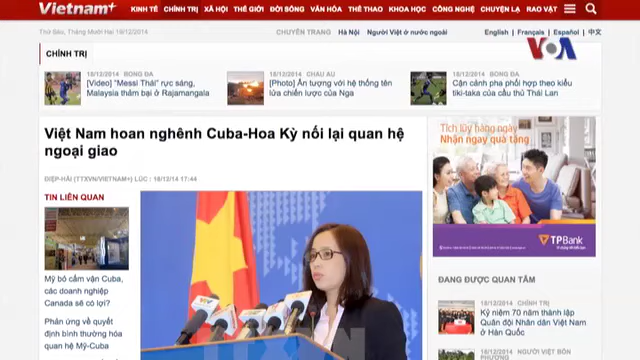 Vietnam+
KINH TẾ CHÍNH TRỊ XÃ HỘI THẾ GIỚI ĐỜI SỐNG VĂN HÓA THỂ THAO KHOA HỌC CÔNG NGHỆ CHUYỆN LẠ RAO VẶT
Thứ Sáu, Tháng Mười Hai 19/12/2014
CHUYÊN TRANG Hà Nội Người Việt ở nước ngoài
English | Français | Español | 中文
VOA
CHÍNH TRỊ
18/12/2014 BÓNG ĐÁ
[Video] "Messi Thái" rực sáng,
Malaysia thảm bại ở Rajamangala
18/12/2014 CHÂU ÂU
[Photo] Ấn tượng với hệ thống tên
lửa chiến lược của Nga
18/12/2014 BÓNG ĐÁ
Cận cảnh pha phối hợp theo kiểu
tiki-taka của cầu thủ Thái Lan
Việt Nam hoan nghênh Cuba-Hoa Kỳ nối lại quan hệ
ngoại giao
ĐIỆP-HẢI (TTXVN/VIETNAM+) LÚC : 18/12/14 17:44
TIN LIÊN QUAN
Mỹ bỏ cấm vận Cuba,
các doanh nghiệp
Canada sẽ có lợi?
Phản ứng về quyết
định bình thường hóa
quan hệ Mỹ-Cuba
Tích lũy hàng ngày
Nhận ngay quà tặng
TPBank
ĐANG ĐƯỢC QUAN TÂM
18/12/2014 CHÍNH TRỊ
Kỷ niệm 70 năm thành lập
Quân đội Nhân dân Việt Nam
ở Hàn Quốc
18/12/2014 NGƯỜI VIỆT BỐN
PHƯƠNG